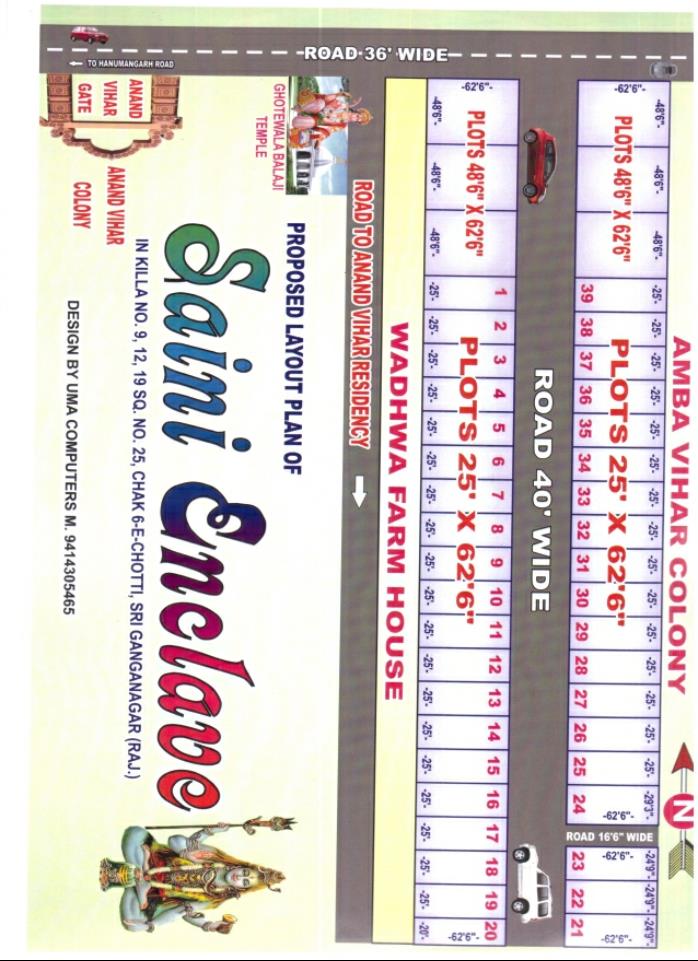 AMBA VIHAR COLONY
N
-48'6"- -48'6"- -48'6"- -25'- -25'- -25'- -25'- -25'- -25'- -25'- -25'- -25'- -25'- -25'- -25'- -25'- -25'- -25'- -29'3"- -24'9"- -24'9"- -24'9"-
-62'6"- PLOTS 48'6" X 62'6" PLOTS 25' X 62'6" -62'6"- ROAD 16'6" WIDE -62'6"- -62'6"-
39 38 37 36 35 34 33 32 31 30 29 28 27 26 25 24 23 22 21
ROAD 40' WIDE
1 2 3 4 5 6 7 8 9 10 11 12 13 14 15 16 17 18 19 20
-62'6"- PLOTS 48'6" X 62'6" PLOTS 25' X 62'6" -62'6"-
-48'6"- -48'6"- -48'6"- -25'- -25'- -25'- -25'- -25'- -25'- -25'- -25'- -25'- -25'- -25'- -25'- -25'- -25'- -25'- -25'- -25'- -25'- -25'- -20'-
WADHWA FARM HOUSE
ROAD TO ANAND VIHAR RESIDENCY
ROAD 36' WIDE
GHOTEWALA BALAJI
TEMPLE
PROPOSED LAYOUT PLAN OF
Saini Enclave
IN KILLA NO. 9, 12, 19 SQ. NO. 25, CHAK 6-E-CHOTTI, SRI GANGANAGAR (RAJ.)
TO HANUMANGARH ROAD
ANAND
VIHAR
GATE
ANAND VIHAR
COLONY
DESIGN BY UMA COMPUTERS M. 9414305465